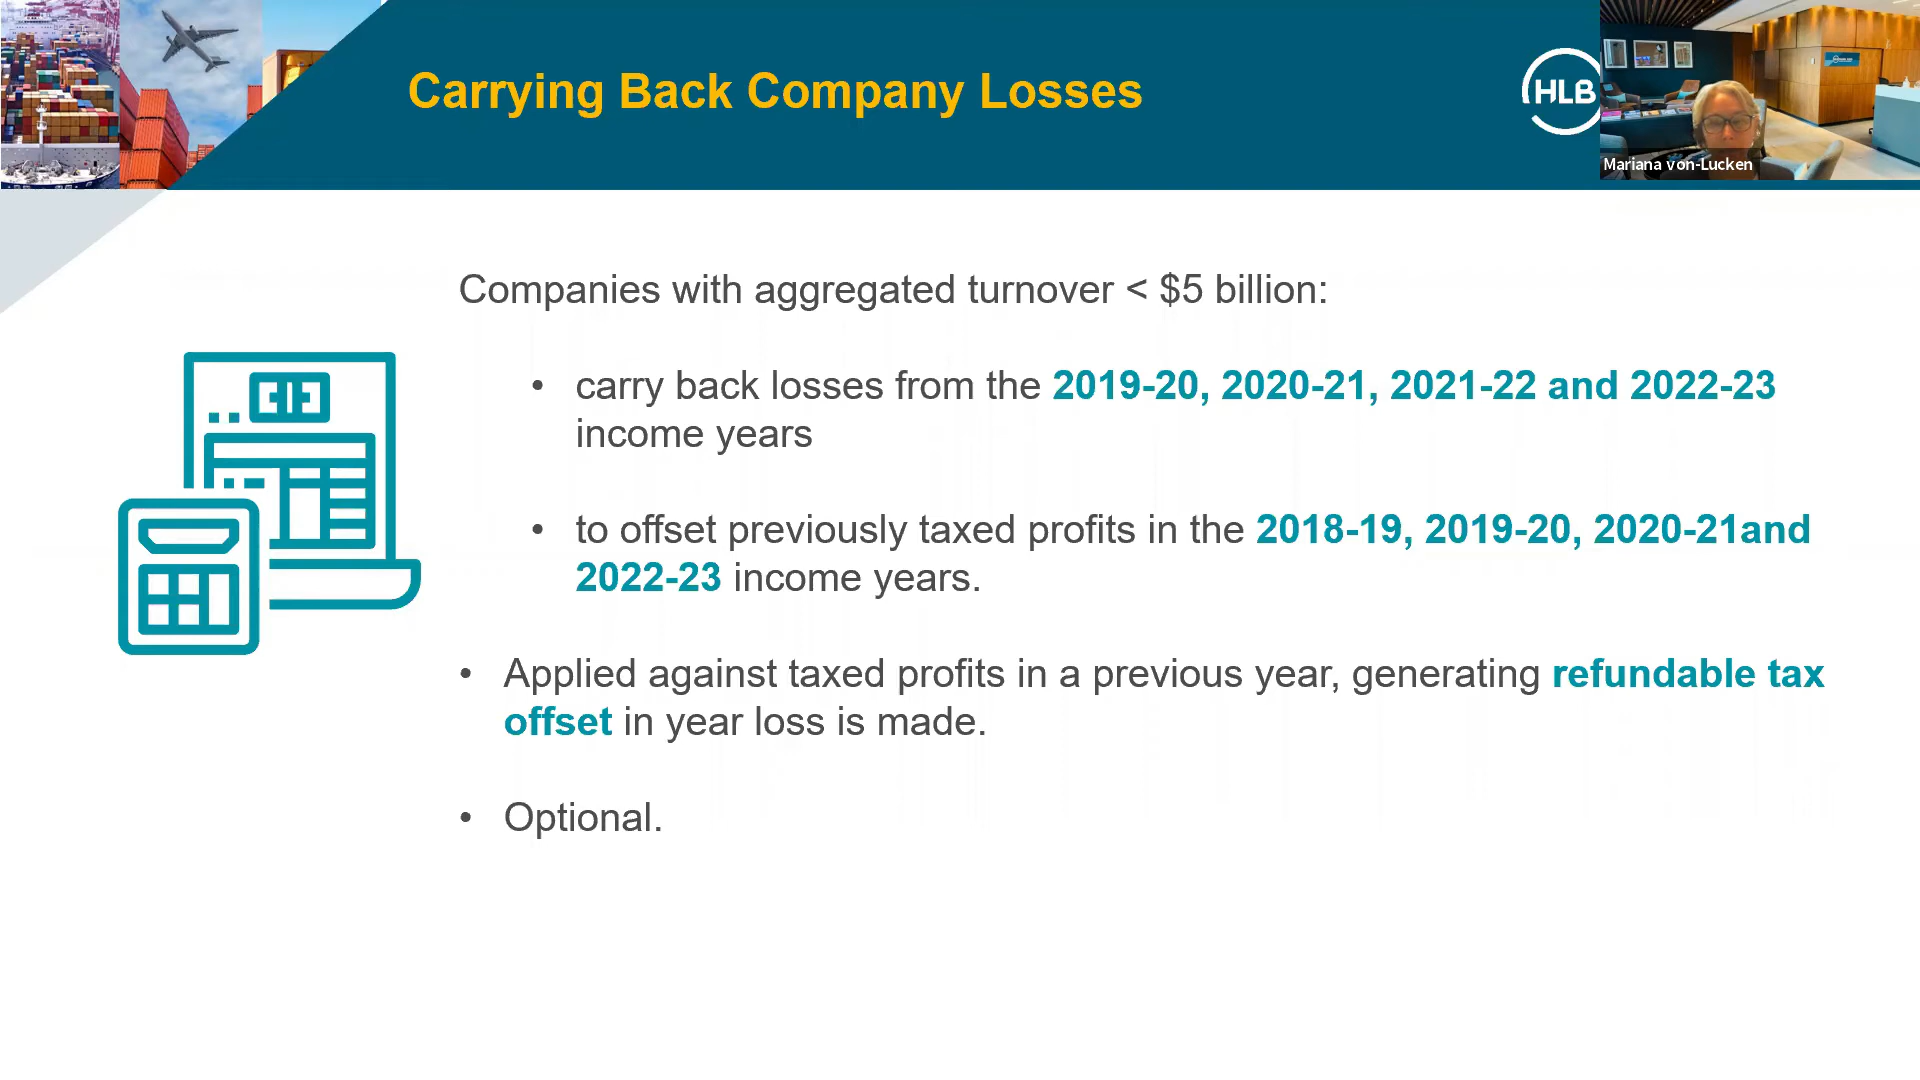 Carrying Back Company Losses
HLB
Mariana von-Lucken
Companies with aggregated turnover < $5 billion:
• carry back losses from the 2019-20, 2020-21, 2021-22 and 2022-23
income years
• to offset previously taxed profits in the 2018-19, 2019-20, 2020-21and
2022-23 income years.
• Applied against taxed profits in a previous year, generating refundable tax
offset in year loss is made.
• Optional.